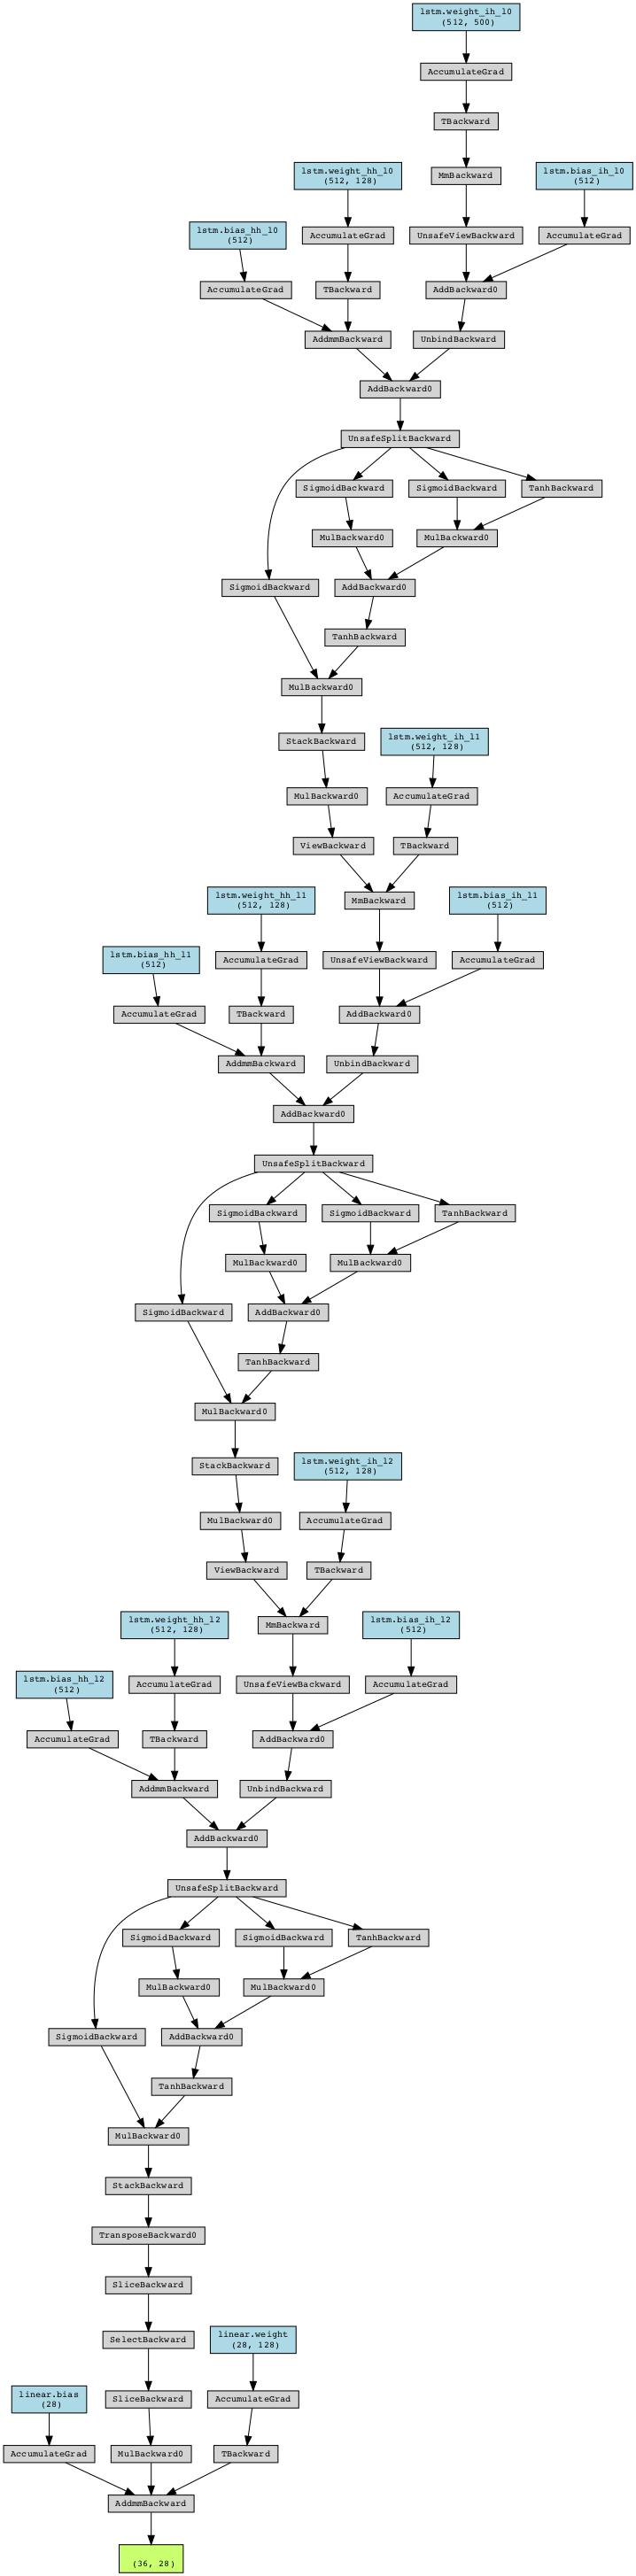 lstm.weight_ih_l0
(512, 500)
AccumulateGrad
TBackward
lstm.weight_hh_l0
(512, 128)
MmBackward
lstm.bias_ih_l0
(512)
lstm.bias_hh_l0
(512)
AccumulateGrad
UnsafeViewBackward
AccumulateGrad
AccumulateGrad
TBackward
AddBackward0
AddmmBackward
UnbindBackward
AddBackward0
UnsafeSplitBackward
SigmoidBackward
SigmoidBackward
TanhBackward
MulBackward0
MulBackward0
SigmoidBackward
AddBackward0
TanhBackward
MulBackward0
StackBackward
lstm.weight_ih_l1
(512, 128)
MulBackward0
AccumulateGrad
ViewBackward
TBackward
lstm.weight_hh_l1
(512, 128)
MmBackward
lstm.bias_ih_l1
(512)
lstm.bias_hh_l1
(512)
AccumulateGrad
UnsafeViewBackward
AccumulateGrad
AccumulateGrad
TBackward
AddBackward0
AddmmBackward
UnbindBackward
AddBackward0
UnsafeSplitBackward
SigmoidBackward
SigmoidBackward
TanhBackward
MulBackward0
MulBackward0
SigmoidBackward
AddBackward0
TanhBackward
MulBackward0
StackBackward
lstm.weight_ih_l2
(512, 128)
MulBackward0
AccumulateGrad
ViewBackward
TBackward
lstm.weight_hh_l2
(512, 128)
MmBackward
lstm.bias_ih_l2
(512)
lstm.bias_hh_l2
(512)
AccumulateGrad
UnsafeViewBackward
AccumulateGrad
AccumulateGrad
TBackward
AddBackward0
AddmmBackward
UnbindBackward
AddBackward0
UnsafeSplitBackward
SigmoidBackward
SigmoidBackward
TanhBackward
MulBackward0
MulBackward0
SigmoidBackward
AddBackward0
TanhBackward
MulBackward0
StackBackward
TransposeBackward0
SliceBackward
SelectBackward
linear.weight
(28, 128)
linear.bias
(28)
SliceBackward
AccumulateGrad
AccumulateGrad
MulBackward0
TBackward
AddmmBackward
(36, 28)